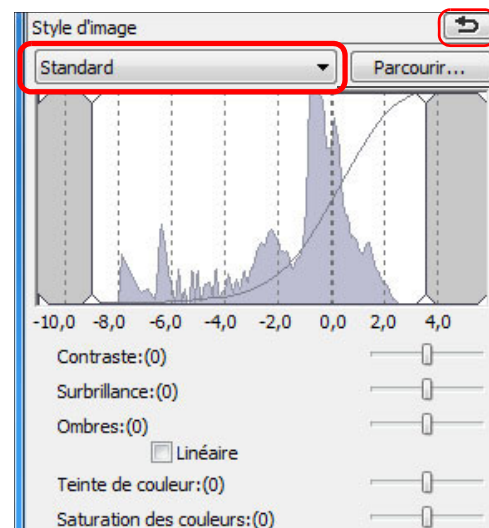 Style d'image
Standard
Parcourir...
-10,0 -8,0 -6,0 -4,0 -2,0 0,0 2,0 4,0
Contraste:(0)
Surbrillance:(0)
Ombres:(0)
Linéaire
Teinte de couleur:(0)
Saturation des couleurs:(0)